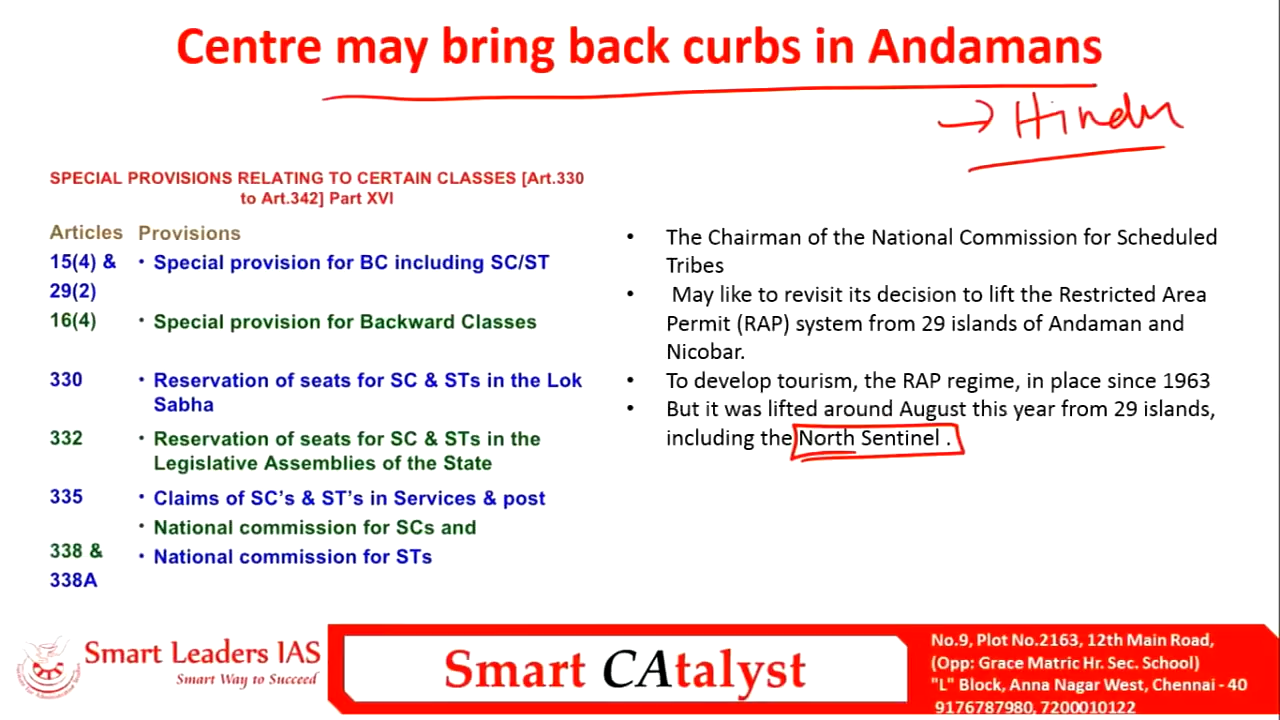 Centre may bring back curbs in Andamans
→ Hindu
SPECIAL PROVISIONS RELATING TO CERTAIN CLASSES [Art.330
to Art.342] Part XVI
Articles Provisions
15(4) & • Special provision for BC including SC/ST
29(2)
16(4) • Special provision for Backward Classes
330 • Reservation of seats for SC & STs in the Lok
Sabha
332 • Reservation of seats for SC & STs in the
Legislative Assemblies of the State
335 • Claims of SC's & ST's in Services & post
• National commission for SCs and
338 & • National commission for STs
338A
• The Chairman of the National Commission for Scheduled
Tribes
• May like to revisit its decision to lift the Restricted Area
Permit (RAP) system from 29 islands of Andaman and
Nicobar.
• To develop tourism, the RAP regime, in place since 1963
• But it was lifted around August this year from 29 islands,
including the North Sentinel .
Smart Leaders IAS
Smart Way to Succeed
Smart CAtalyst
No.9, Plot No.2163, 12th Main Road,
(Opp: Grace Matric Hr. Sec. School)
"L" Block, Anna Nagar West, Chennai - 40
9176787980, 7200010122